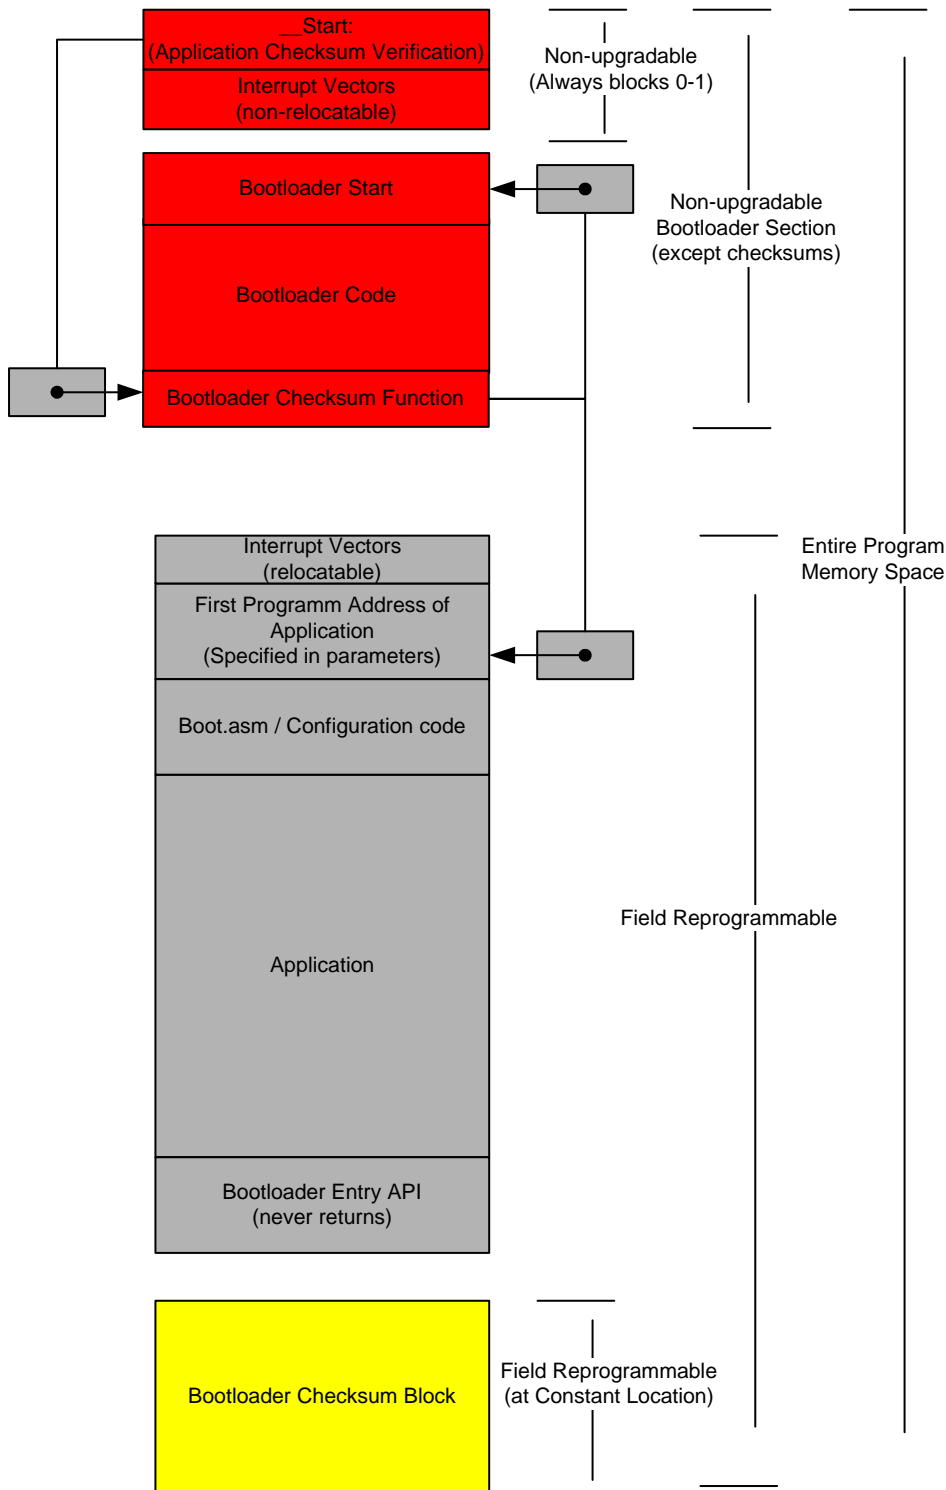 __Start:
(Application Checksum Verification)
Interrupt Vectors
(non-relocatable)
Non-upgradable
(Always blocks 0-1)
Bootloader Start
Non-upgradable
Bootloader Section
(except checksums)
Bootloader Code
Bootloader Checksum Function
Interrupt Vectors
(relocatable)
Entire Program
Memory Space
First Programm Address of
Application
(Specified in parameters)
Boot.asm / Configuration code
Field Reprogrammable
Application
Bootloader Entry API
(never returns)
Bootloader Checksum Block
Field Reprogrammable
(at Constant Location)